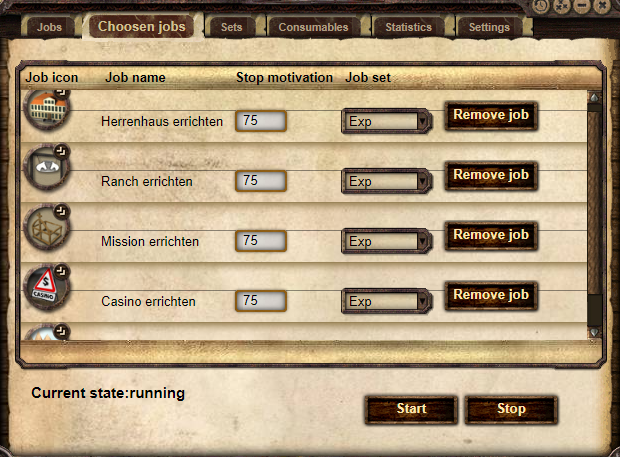 Jobs Choosen jobs Sets Consumables Statistics Settings
Job icon Job name Stop motivation Job set
Herrenhaus errichten 75 Exp Remove job
Ranch errichten 75 Exp Remove job
Mission errichten 75 Exp Remove job
$
CASINO
Casino errichten 75 Exp Remove job
Current state:running
Start Stop